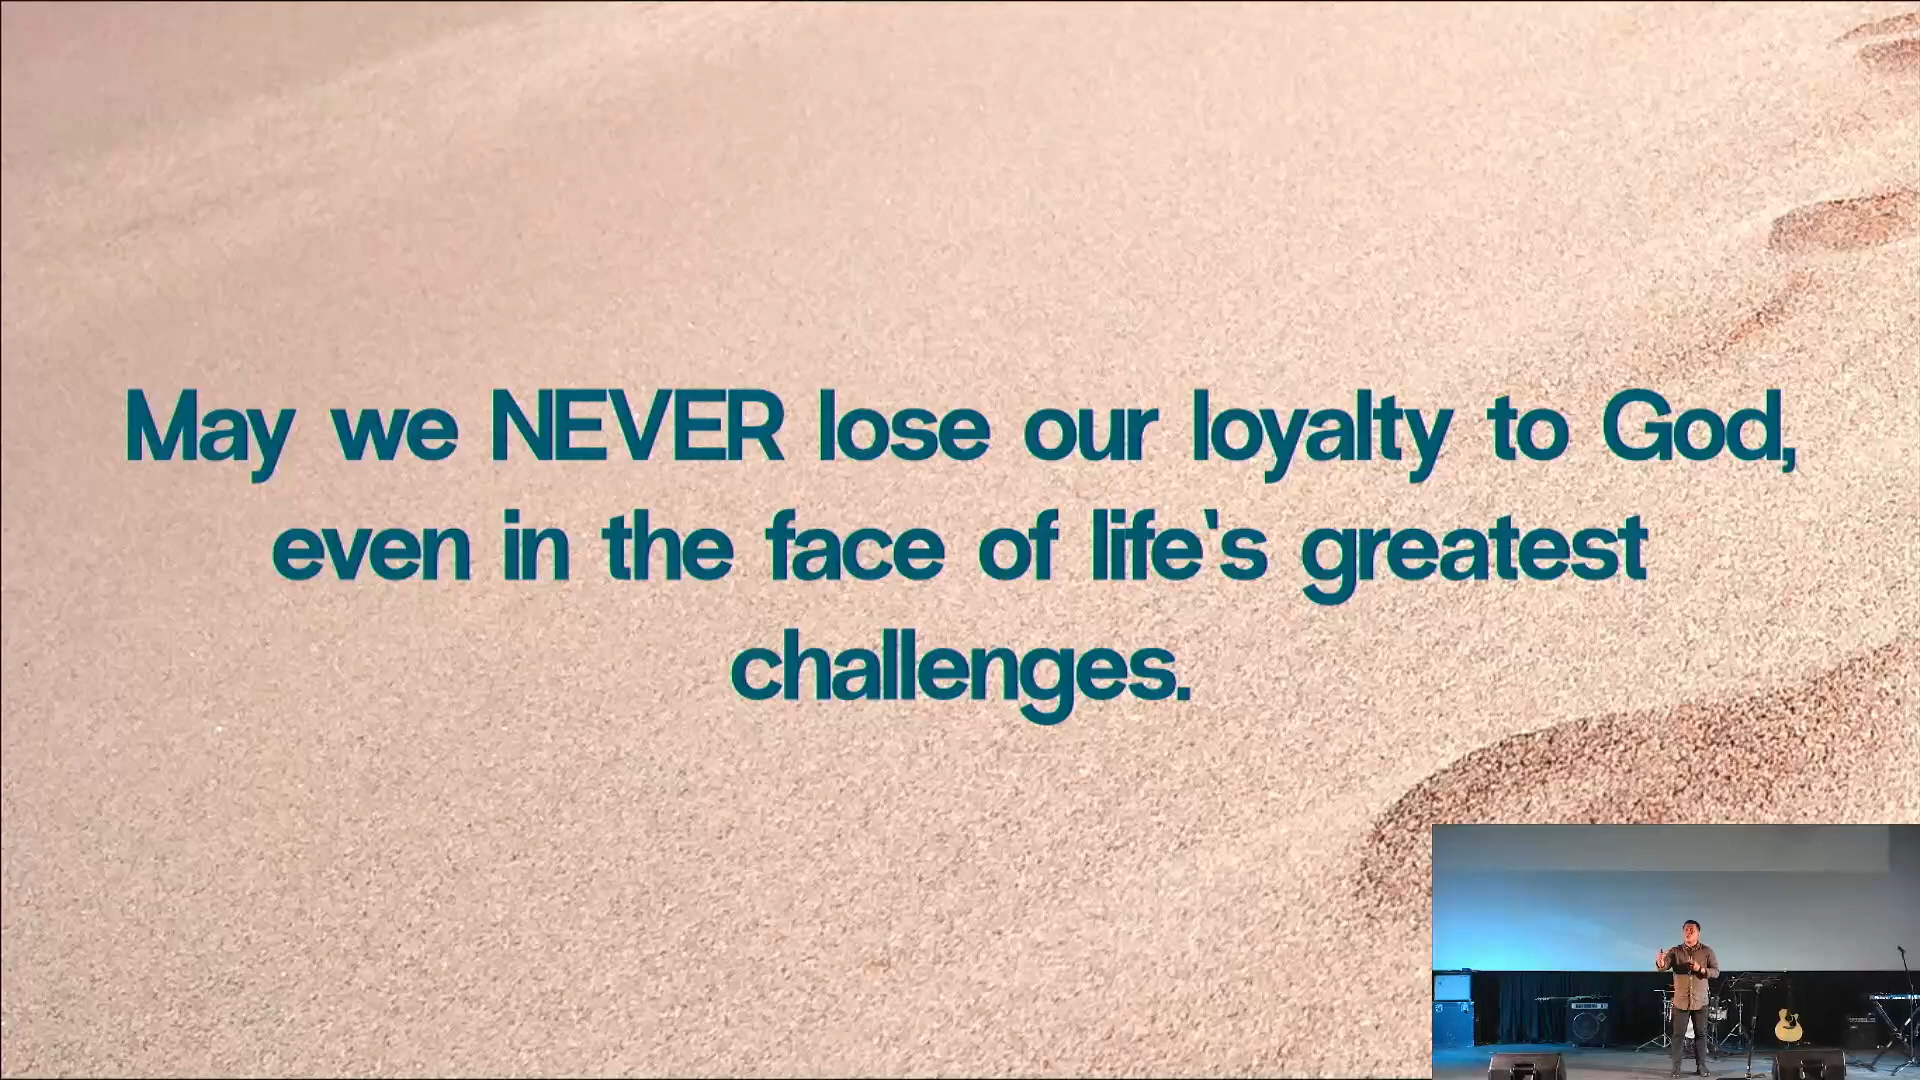 May we NEVER lose our loyalty to God,
even in the face of life's greatest
challenges.